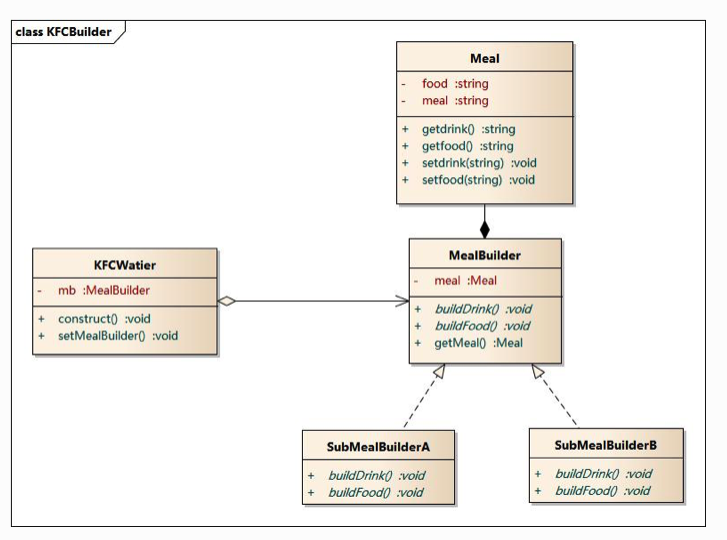 class KFCBuilder
Meal
- food :string
- meal :string
+ getdrink() :string
+ getfood() :string
+ setdrink(string) :void
+ setfood(string) :void
KFCWatier
- mb :MealBuilder
+ construct() :void
+ setMealBuilder() :void
MealBuilder
- meal :Meal
+ buildDrink() :void
+ buildFood() :void
+ getMeal() :Meal
SubMealBuilderA
+ buildDrink() :void
+ buildFood() :void
SubMealBuilderB
+ buildDrink() :void
+ buildFood() :void